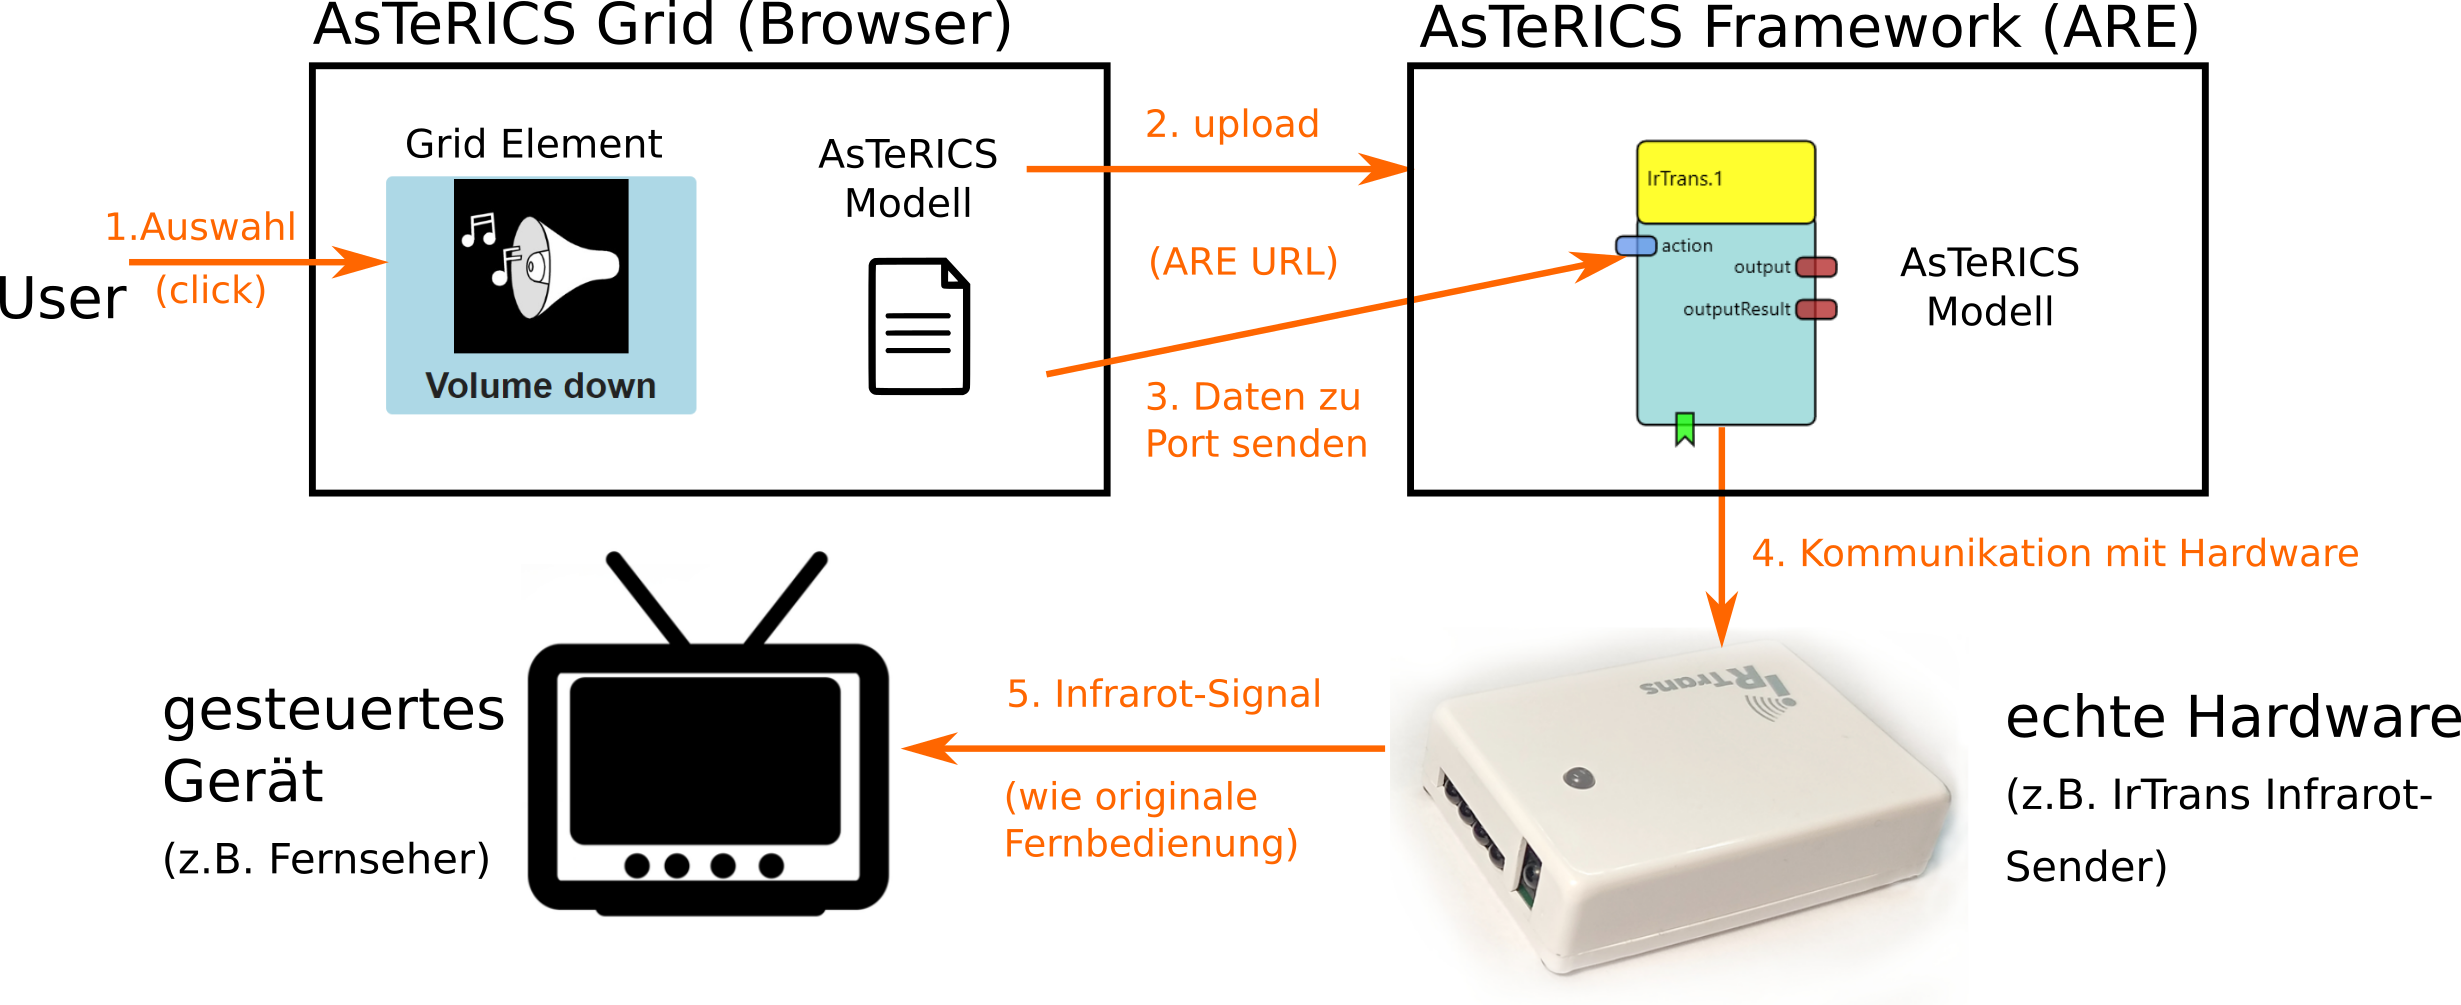 AsTeRICS Grid (Browser)
AsTeRICS Framework (ARE)
Grid Element
AsTeRICS
Modell
Volume down
1.Auswahl
(click)
User
2. upload
(ARE URL)
3. Daten zu
Port senden
IrTrans.1
action
output
outputResult
AsTeRICS
Modell
4. Kommunikation mit Hardware
gesteuertes
Gerät
(z.B. Fernseher)
5. Infrarot-Signal
(wie originale
Fernbedienung)
IRTrans
echte Hardware
(z.B. IrTrans Infrarot-
Sender)